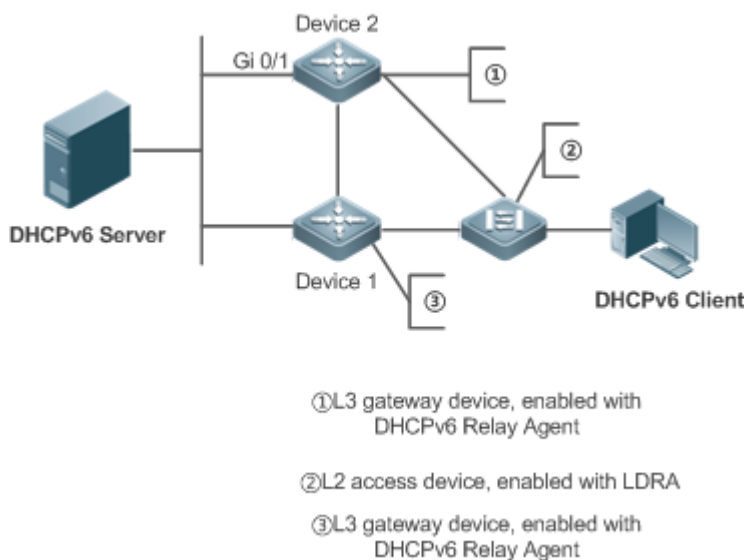 Device 2
Gi 0/1
①
②
DHCPv6 Server
Device 1
③
DHCPv6 Client
①L3 gateway device, enabled with
DHCPv6 Relay Agent
②L2 access device, enabled with LDRA
③L3 gateway device, enabled with
DHCPv6 Relay Agent